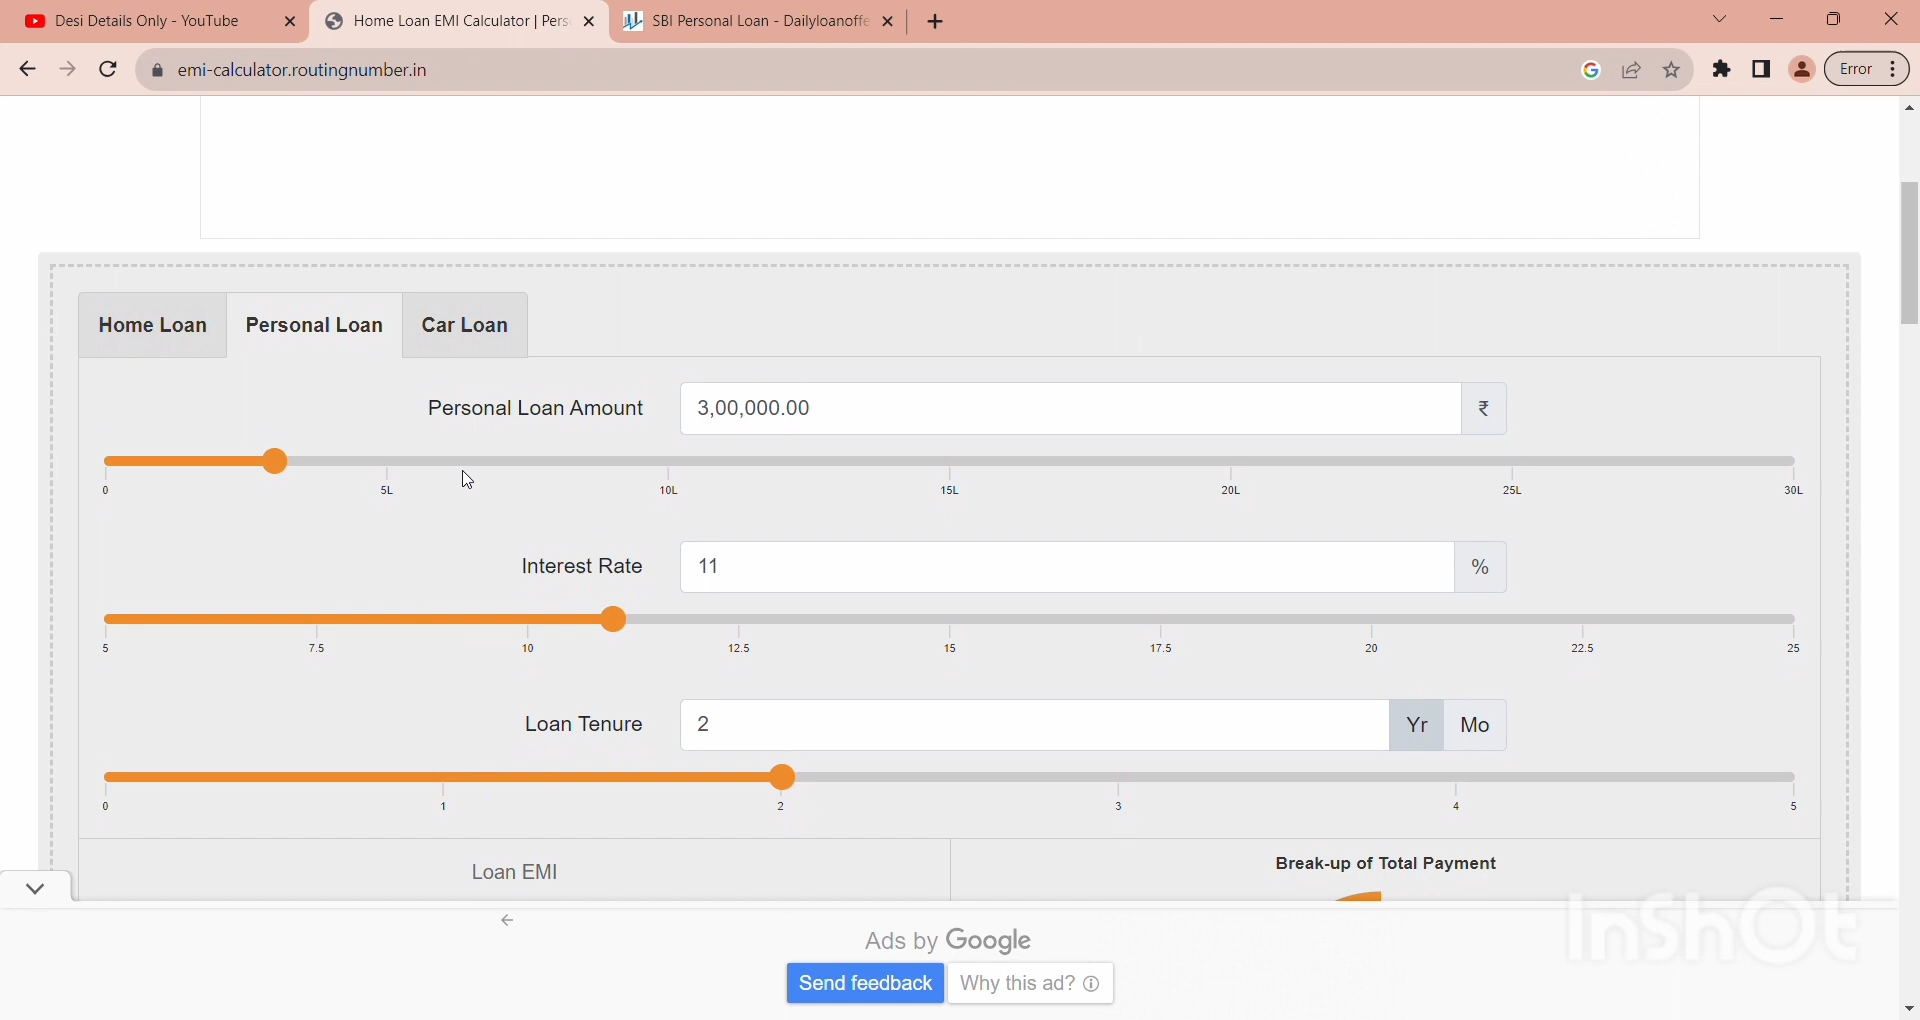 Desi Details Only - YouTube
Home Loan EMI Calculator | Pers
SBI Personal Loan - Dailyloanoffe
emi-calculator.routingnumber.in
Error
Home Loan
Personal Loan
Car Loan
Personal Loan Amount
3,00,000.00
₹
0
5L
10L
15L
20L
25L
30L
Interest Rate
11
%
5
7.5
10
12.5
15
17.5
20
22.5
25
Loan Tenure
2
Yr
Mo
0
1
2
3
4
5
Loan EMI
Break-up of Total Payment
Ads by Google
Send feedback
Why this ad?
InShOt